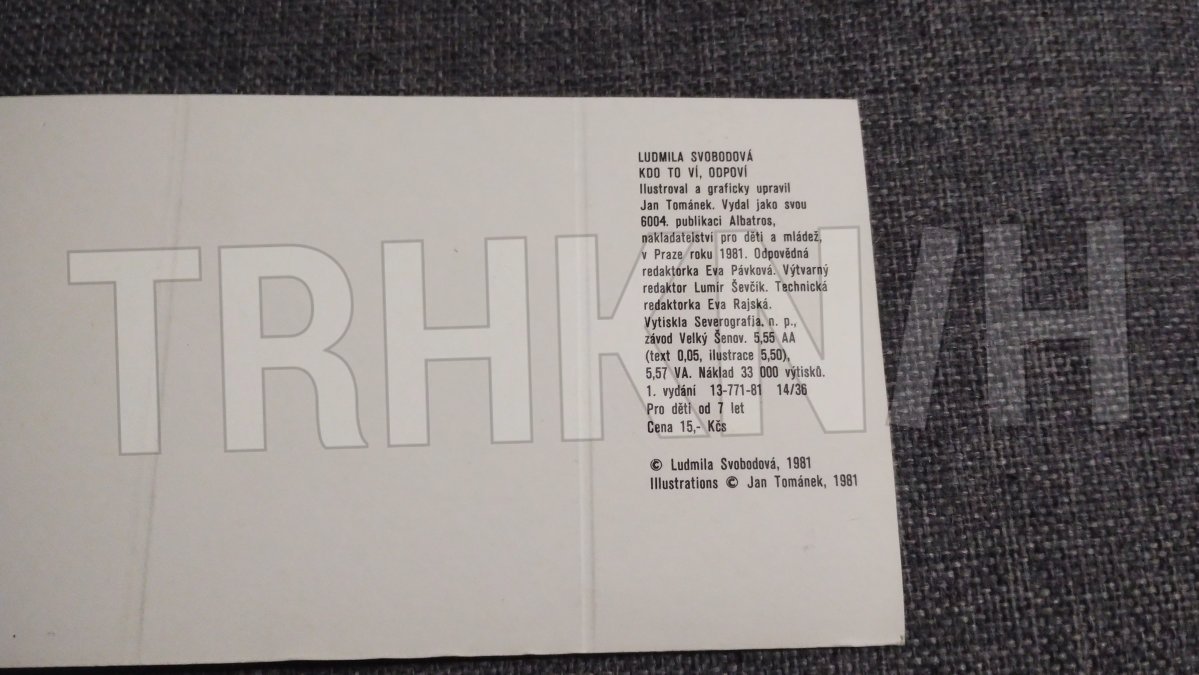 LUDMILA SVOBODOVÁ
KDO TO VÍ, ODPOVÍ
Ilustroval a graficky upravil
Jan Tománek. Vydal jako svou
6004. publikaci Albatros,
nakladatelství pro děti a mládež,
v Praze roku 1981. Odpovědná
redaktorka Eva Pávková. Výtvarný
redaktor Lumír Ševčík. Technická
redaktorka Eva Rajská.
Vytiskla Severografia, n. p.,
závod Velký Šenov. 5,55 AA
(text 0,05, ilustrace 5,50),
5,57 VA. Náklad 33 000 výtisků.
1. vydání 13-771-81 14/36
Pro děti od 7 let
Cena 15,- Kčs
© Ludmila Svobodová, 1981
Illustrations © Jan Tománek, 1981
TRHKNIH